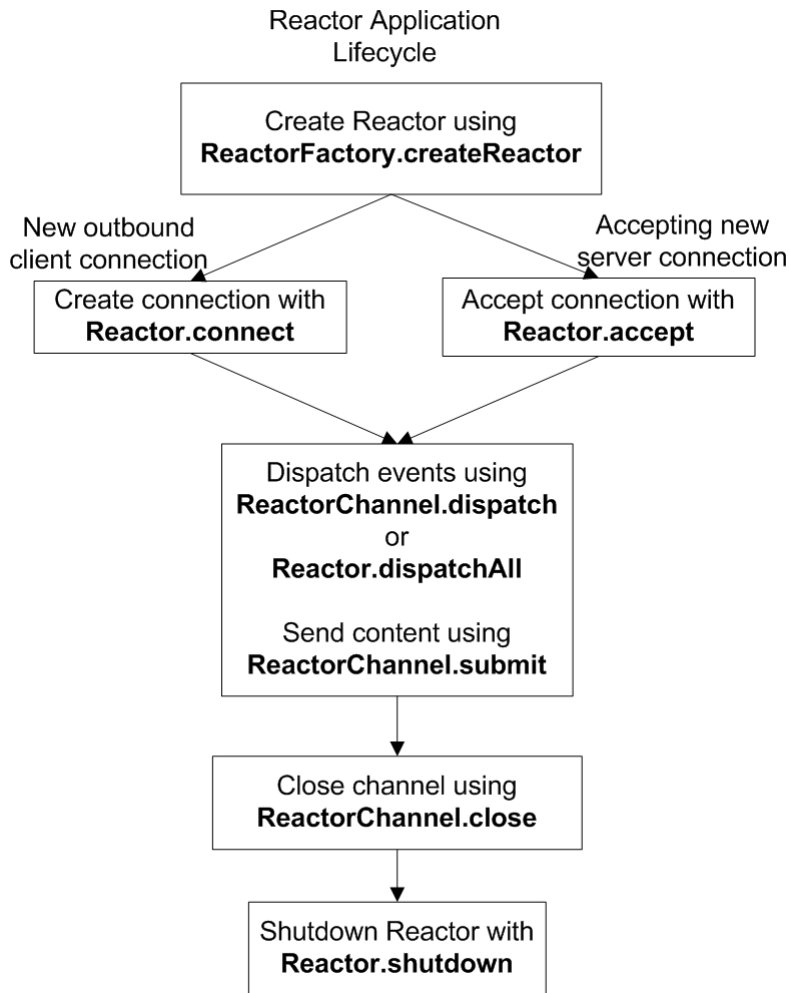 Reactor Application
Lifecycle
Create Reactor using
ReactorFactory.createReactor
New outbound
client connection
Accepting new
server connection
Create connection with
Reactor.connect
Accept connection with
Reactor.accept
Dispatch events using
ReactorChannel.dispatch
or
Reactor.dispatchAll
Send content using
ReactorChannel.submit
Close channel using
ReactorChannel.close
Shutdown Reactor with
Reactor.shutdown